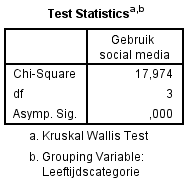 Test Statisticsa,b
Gebruik
social media
Chi-Square 17,974
df 3
Asymp. Sig. ,000
a. Kruskal Wallis Test
b. Grouping Variable:
Leeftijdscategorie